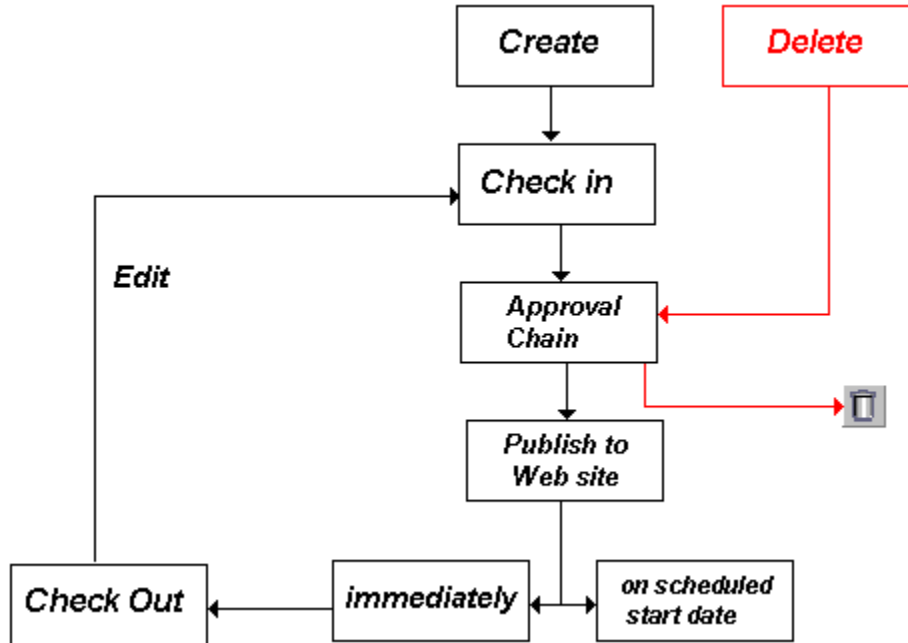 Create
Delete
Check in
Edit
Approval
Chain
Publish to
Web site
Check Out
immediately
on scheduled
start date